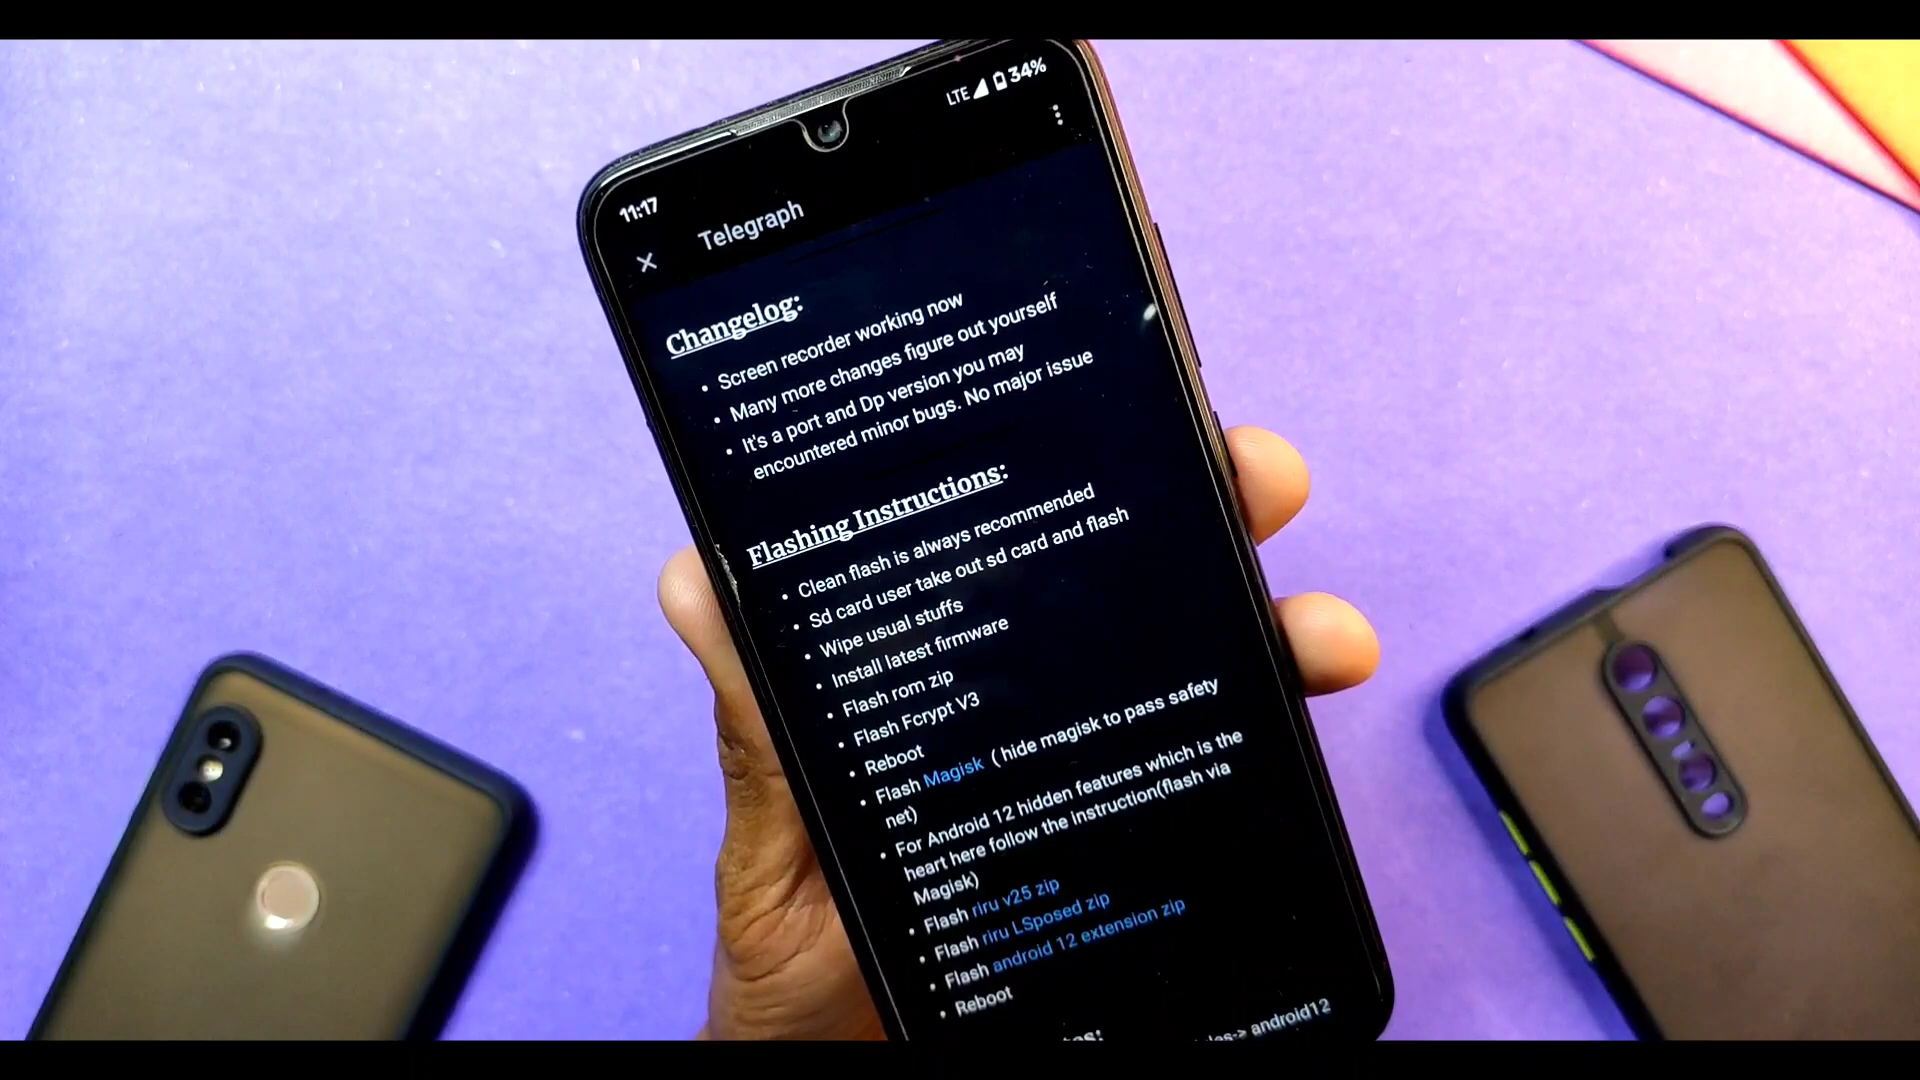 LTE 34%
11:17
Telegraph
Changelog:
• Screen recorder working now
• Many more changes figure out yourself
• It's a port and Dp version you may
encountered minor bugs. No major issue
Flashing Instructions:
• Clean flash is always recommended
• Sd card user take out sd card and flash
• Wipe usual stuffs
• Install latest firmware
• Flash rom zip
• Flash Fcrypt V3
• Reboot
• Flash Magisk ( hide magisk to pass safety
net)
• For Android 12 hidden features which is the
heart here follow the instruction(flash via
Magisk)
• Flash riru v25 zip
• Flash riru LSposed zip
• Flash android 12 extension zip
• Reboot
-> android12